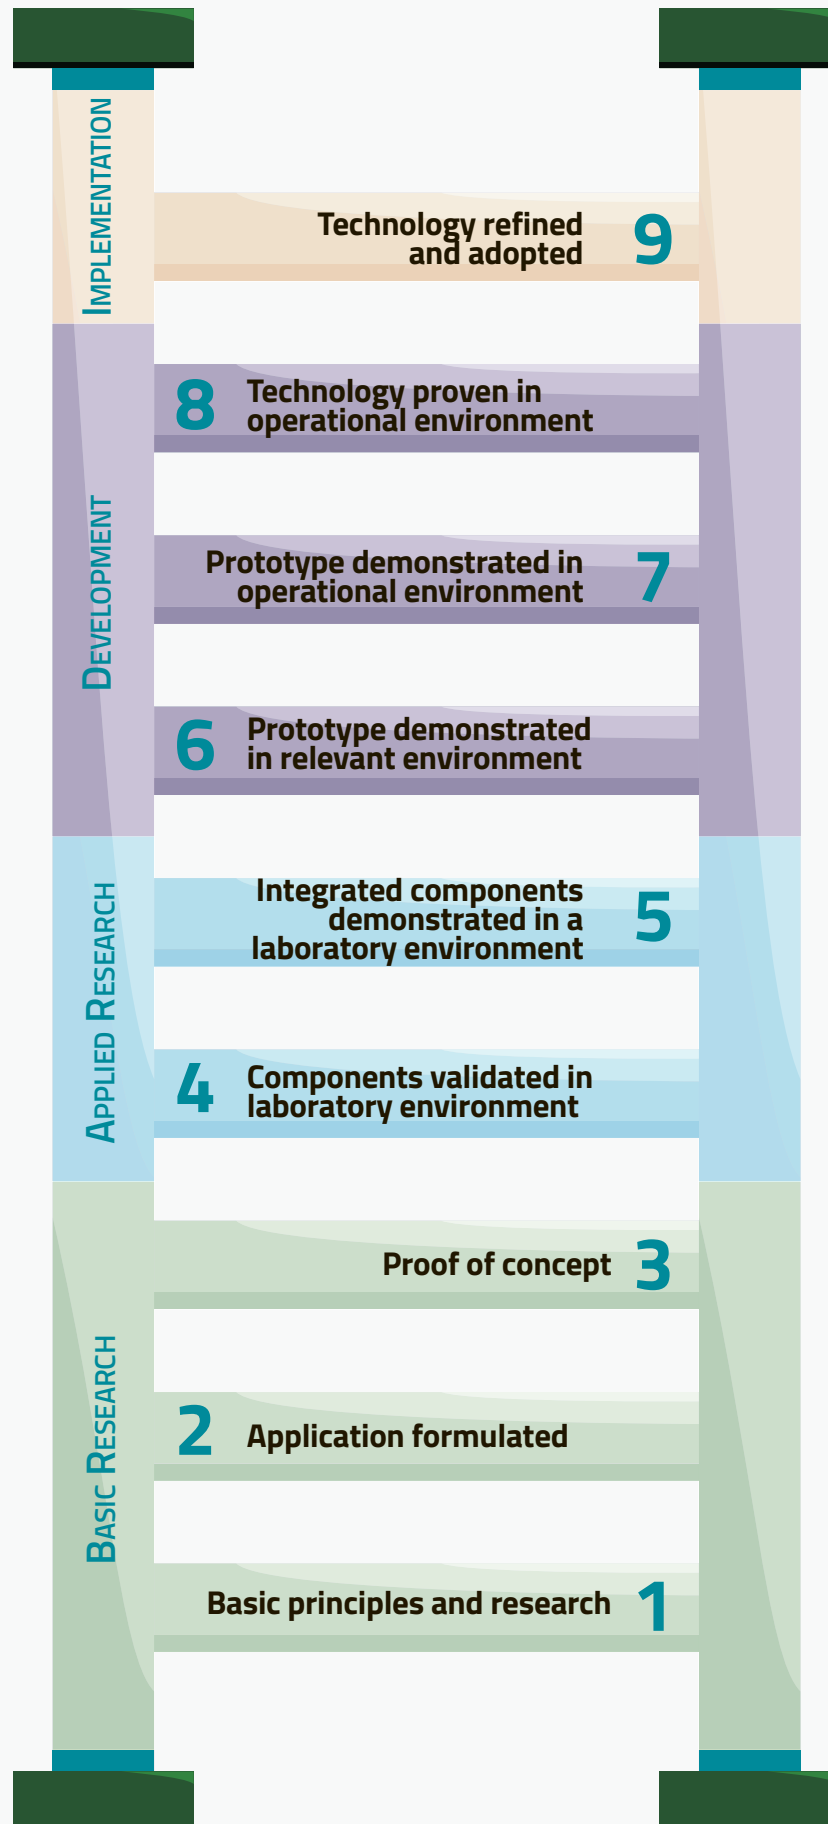 IMPLEMENTATION
Technology refined
and adopted
9
8
Technology proven in
operational environment
DEVELOPMENT
Prototype demonstrated in
operational environment
7
6
Prototype demonstrated
in relevant environment
APPLIED RESEARCH
Integrated components
demonstrated in a
laboratory environment
5
4
Components validated in
laboratory environment
BASIC RESEARCH
Proof of concept
3
2
Application formulated
Basic principles and research
1